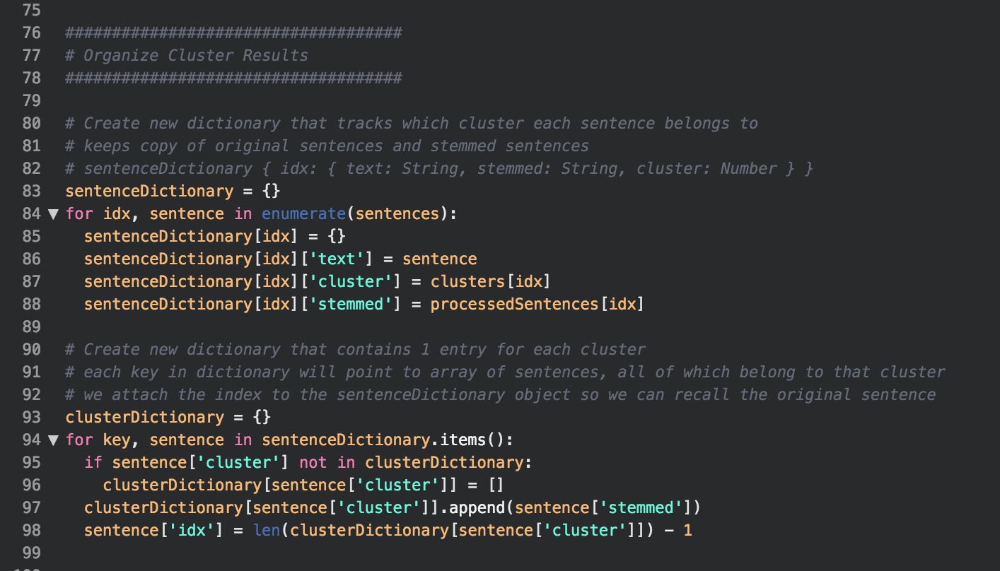 75
76 ####################################
77 # Organize Cluster Results
78 ####################################
79
80 # Create new dictionary that tracks which cluster each sentence belongs to
81 # keeps copy of original sentences and stemmed sentences
82 # sentenceDictionary { idx: { text: String, stemmed: String, cluster: Number } }
83 sentenceDictionary = {}
84 ▼ for idx, sentence in enumerate(sentences):
85   sentenceDictionary[idx] = {}
86   sentenceDictionary[idx]['text'] = sentence
87   sentenceDictionary[idx]['cluster'] = clusters[idx]
88   sentenceDictionary[idx]['stemmed'] = processedSentences[idx]
89
90 # Create new dictionary that contains 1 entry for each cluster
91 # each key in dictionary will point to array of sentences, all of which belong to that cluster
92 # we attach the index to the sentenceDictionary object so we can recall the original sentence
93 clusterDictionary = {}
94 ▼ for key, sentence in sentenceDictionary.items():
95   if sentence['cluster'] not in clusterDictionary:
96     clusterDictionary[sentence['cluster']] = []
97   clusterDictionary[sentence['cluster']].append(sentence['stemmed'])
98   sentence['idx'] = len(clusterDictionary[sentence['cluster']]) - 1
99